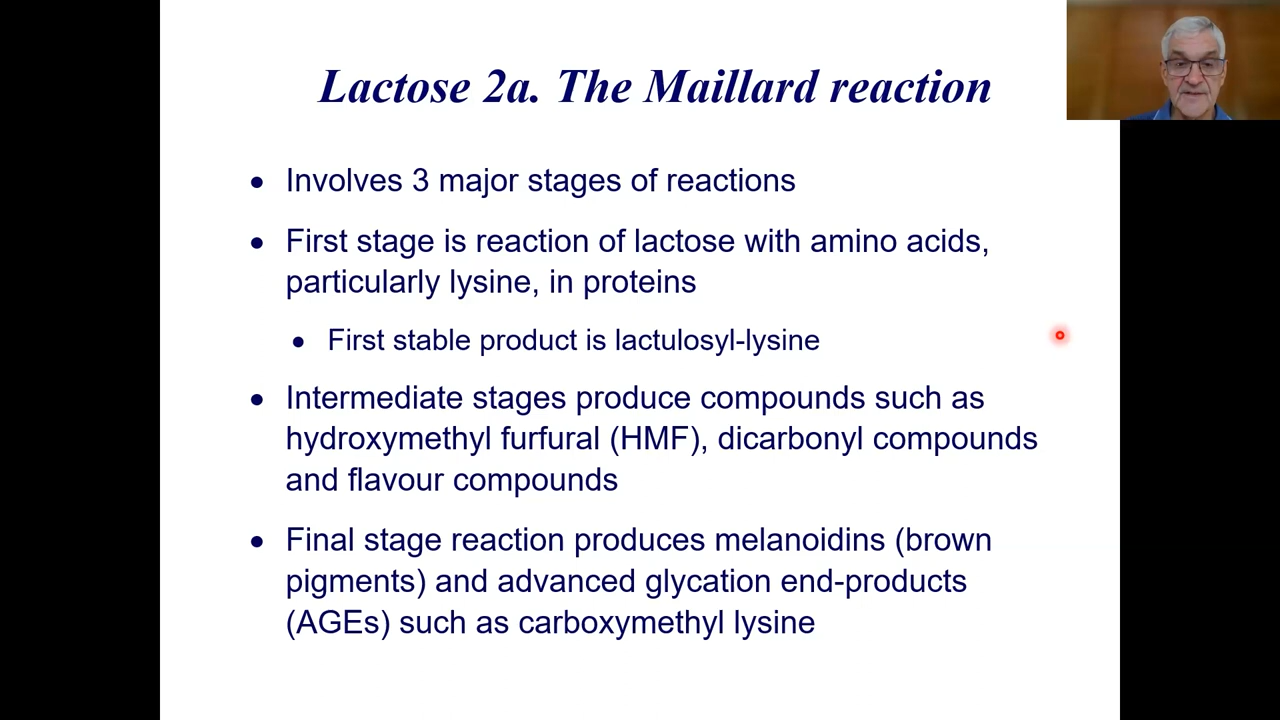 Lactose 2a. The Maillard reaction
• Involves 3 major stages of reactions
• First stage is reaction of lactose with amino acids,
particularly lysine, in proteins
• First stable product is lactulosyl-lysine
• Intermediate stages produce compounds such as
hydroxymethyl furfural (HMF), dicarbonyl compounds
and flavour compounds
• Final stage reaction produces melanoidins (brown
pigments) and advanced glycation end-products
(AGEs) such as carboxymethyl lysine